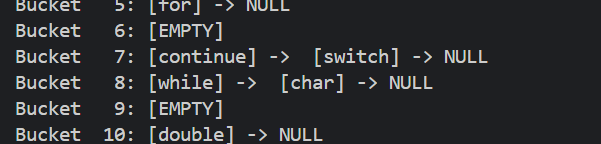 Bucket   5: [for] -> NULL
Bucket   6: [EMPTY]
Bucket   7: [continue] ->  [switch] -> NULL
Bucket   8: [while] ->  [char] -> NULL
Bucket   9: [EMPTY]
Bucket  10: [double] -> NULL